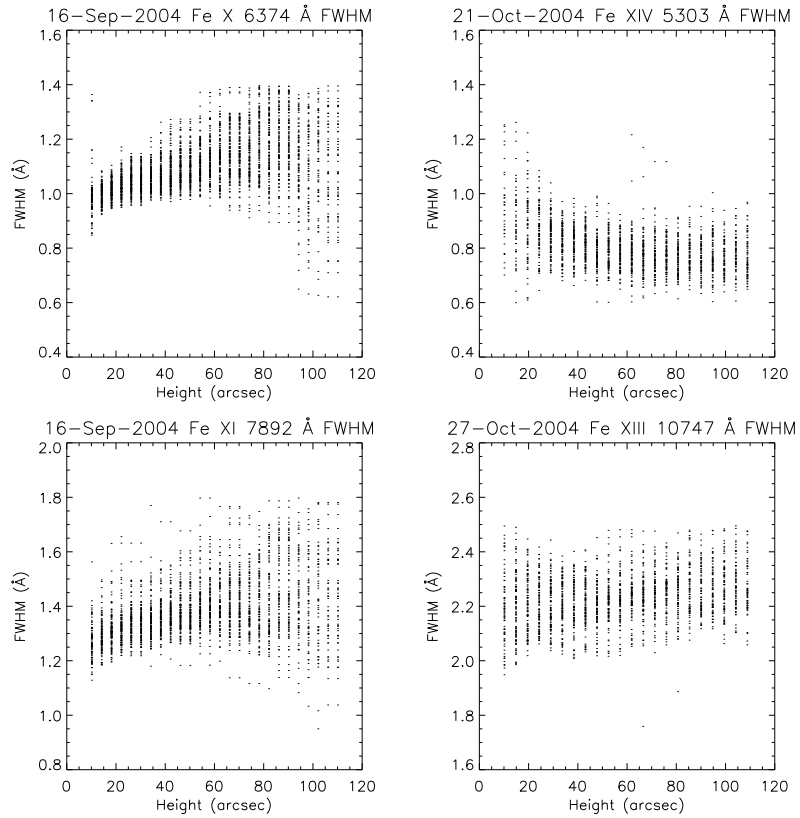 16-Sep-2004 Fe X 6374 Å FWHM
21-Oct-2004 Fe XIV 5303 Å FWHM
1.6
1.4
1.2
1.0
0.8
0.6
0.4
FWHM (Å)
0 20 40 60 80 100 120
Height (arcsec)
1.6
1.4
1.2
1.0
0.8
0.6
0.4
FWHM (Å)
0 20 40 60 80 100 120
Height (arcsec)
16-Sep-2004 Fe XI 7892 Å FWHM
27-Oct-2004 Fe XIII 10747 Å FWHM
2.0
1.8
1.6
1.4
1.2
1.0
0.8
FWHM (Å)
0 20 40 60 80 100 120
Height (arcsec)
2.8
2.6
2.4
2.2
2.0
1.8
1.6
FWHM (Å)
0 20 40 60 80 100 120
Height (arcsec)